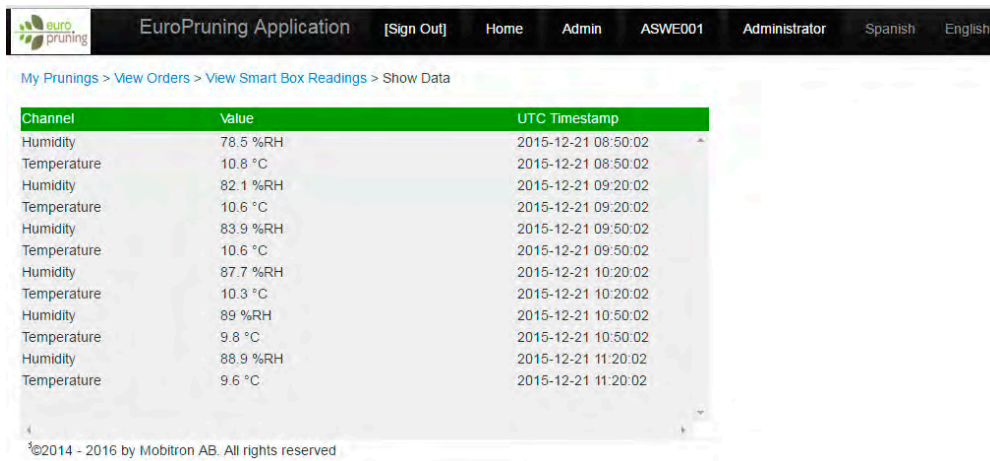 euro pruning EuroPruning Application [Sign Out] Home Admin ASWE001 Administrator Spanish English
My Prunings > View Orders > View Smart Box Readings > Show Data
Channel Value UTC Timestamp
Humidity 78.5 %RH 2015-12-21 08:50:02
Temperature 10.8 °C 2015-12-21 08:50:02
Humidity 82.1 %RH 2015-12-21 09:20:02
Temperature 10.6 °C 2015-12-21 09:20:02
Humidity 83.9 %RH 2015-12-21 09:50:02
Temperature 10.6 °C 2015-12-21 09:50:02
Humidity 87.7 %RH 2015-12-21 10:20:02
Temperature 10.3 °C 2015-12-21 10:20:02
Humidity 89 %RH 2015-12-21 10:50:02
Temperature 9.8 °C 2015-12-21 10:50:02
Humidity 88.9 %RH 2015-12-21 11:20:02
Temperature 9.6 °C 2015-12-21 11:20:02
³©2014 - 2016 by Mobitron AB. All rights reserved